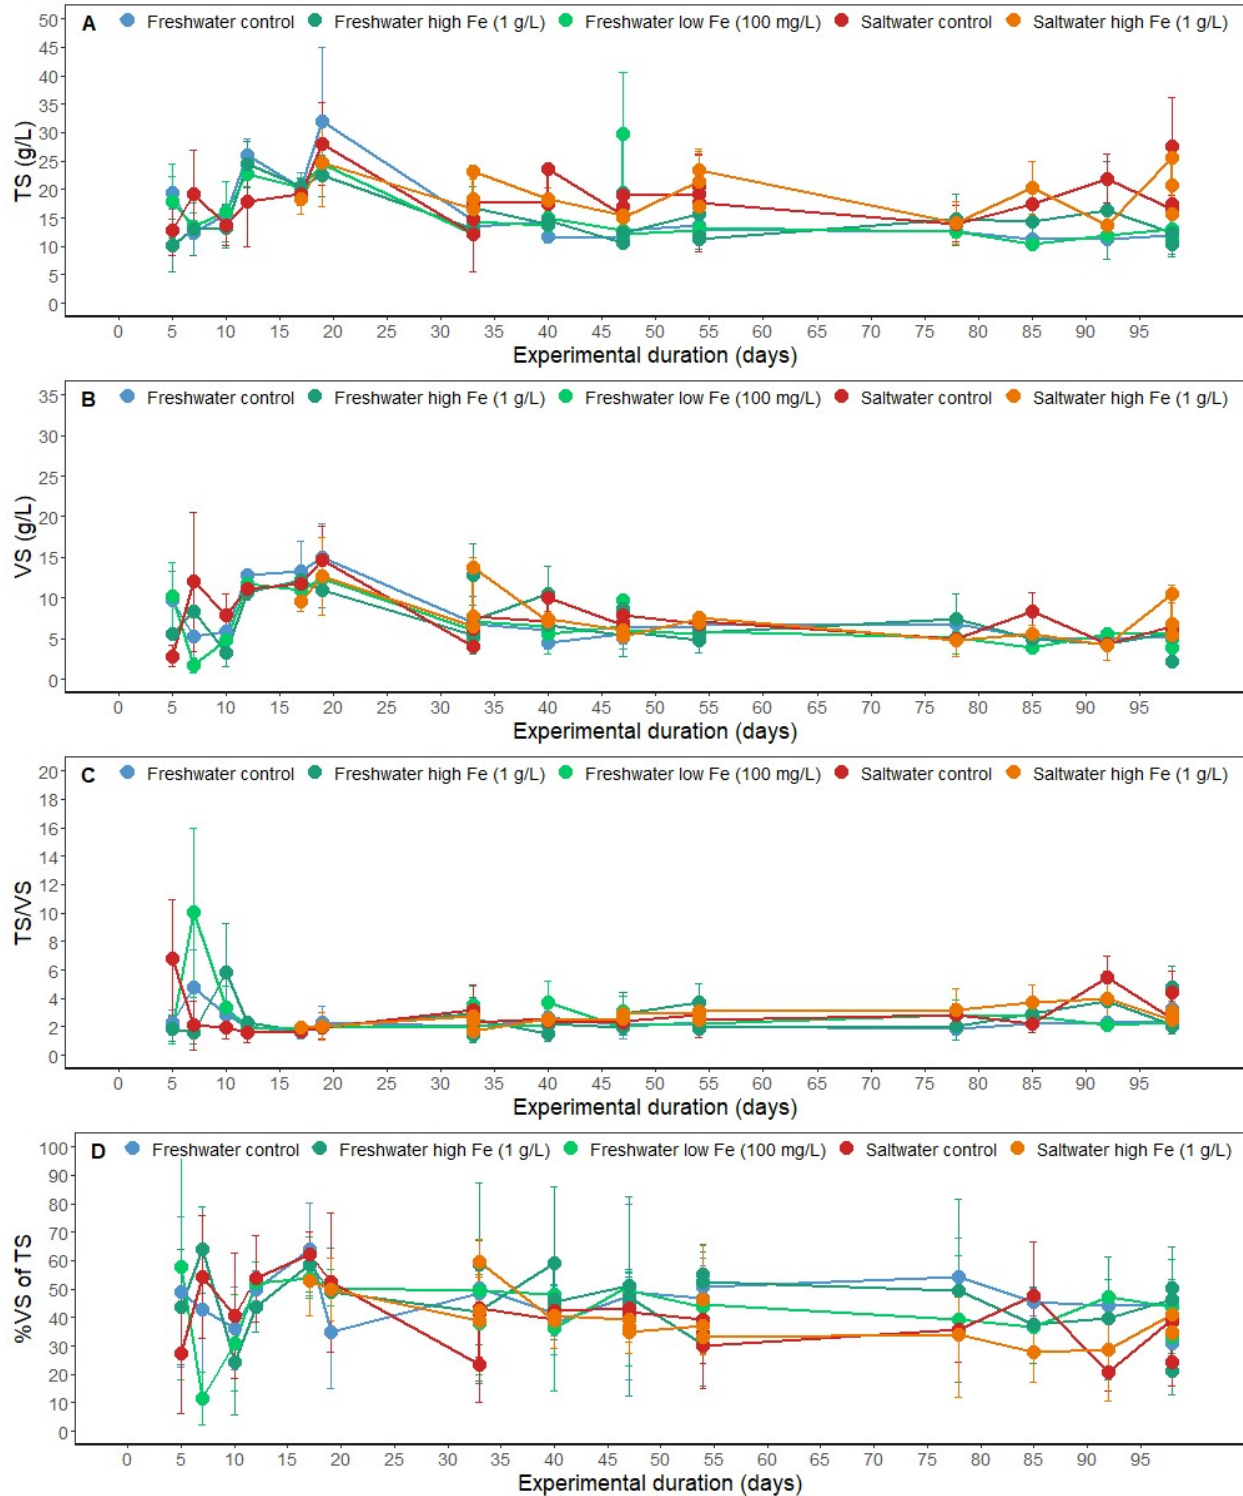 A Freshwater control Freshwater high Fe (1 g/L) Freshwater low Fe (100 mg/L) Saltwater control Saltwater high Fe (1 g/L)
50
45
40
35
30
25
20
15
10
5
0
TS (g/L)
0 5 10 15 20 25 30 35 40 45 50 55 60 65 70 75 80 85 90 95
Experimental duration (days)
B Freshwater control Freshwater high Fe (1 g/L) Freshwater low Fe (100 mg/L) Saltwater control Saltwater high Fe (1 g/L)
35
30
25
20
15
10
5
0
VS (g/L)
0 5 10 15 20 25 30 35 40 45 50 55 60 65 70 75 80 85 90 95
Experimental duration (days)
C Freshwater control Freshwater high Fe (1 g/L) Freshwater low Fe (100 mg/L) Saltwater control Saltwater high Fe (1 g/L)
20
18
16
14
12
10
8
6
4
2
0
TS/VS
0 5 10 15 20 25 30 35 40 45 50 55 60 65 70 75 80 85 90 95
Experimental duration (days)
D Freshwater control Freshwater high Fe (1 g/L) Freshwater low Fe (100 mg/L) Saltwater control Saltwater high Fe (1 g/L)
100
90
80
70
60
50
40
30
20
10
0
%VS of TS
0 5 10 15 20 25 30 35 40 45 50 55 60 65 70 75 80 85 90 95
Experimental duration (days)